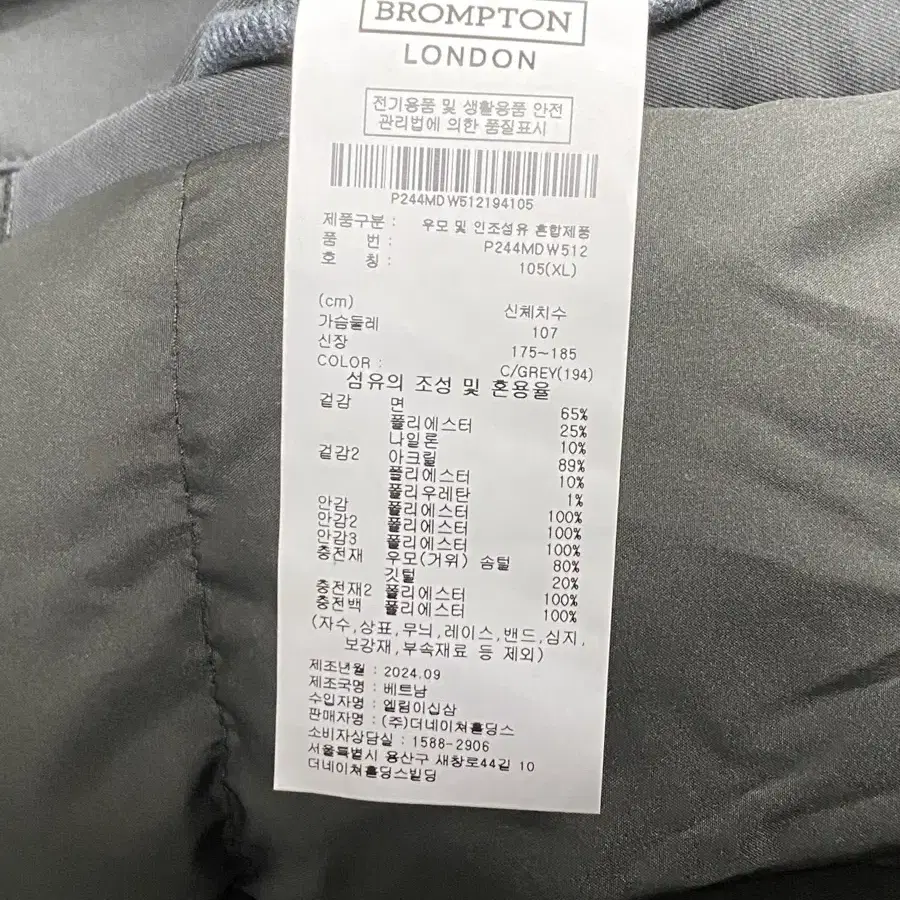 BROMPTON
LONDON
전기용품 및 생활용품 안전
관리법에 의한 품질표시
P244MDW512194105
제품구분 : 우모 및 인조섬유 혼합제품
품 번 : P244MDW512
호 칭 : 105(XL)
(cm) 신체치수
가슴둘레 107
신장 175~185
COLOR : C/GREY(194)
섬유의 조성 및 혼용율
겉감 면 65%
폴리에스터 25%
나일론 10%
겉감2 아크릴 89%
폴리에스터 10%
폴리우레탄 1%
안감 폴리에스터 100%
안감2 폴리에스터 100%
안감3 폴리에스터 100%
충전재 우모(거위) 솜털 80%
깃털 20%
충전재2 폴리에스터 100%
충전백 폴리에스터 100%
(자수,상표,무늬,레이스,밴드,심지,
보강재,부속재료 등 제외)
제조년월 : 2024.09
제조국명 : 베트남
수입자명 : 엘림이십삼
판매자명 : (주)더네이쳐홀딩스
소비자상담실 : 1588-2906
서울특별시 용산구 새창로44길 10
더네이쳐홀딩스빌딩